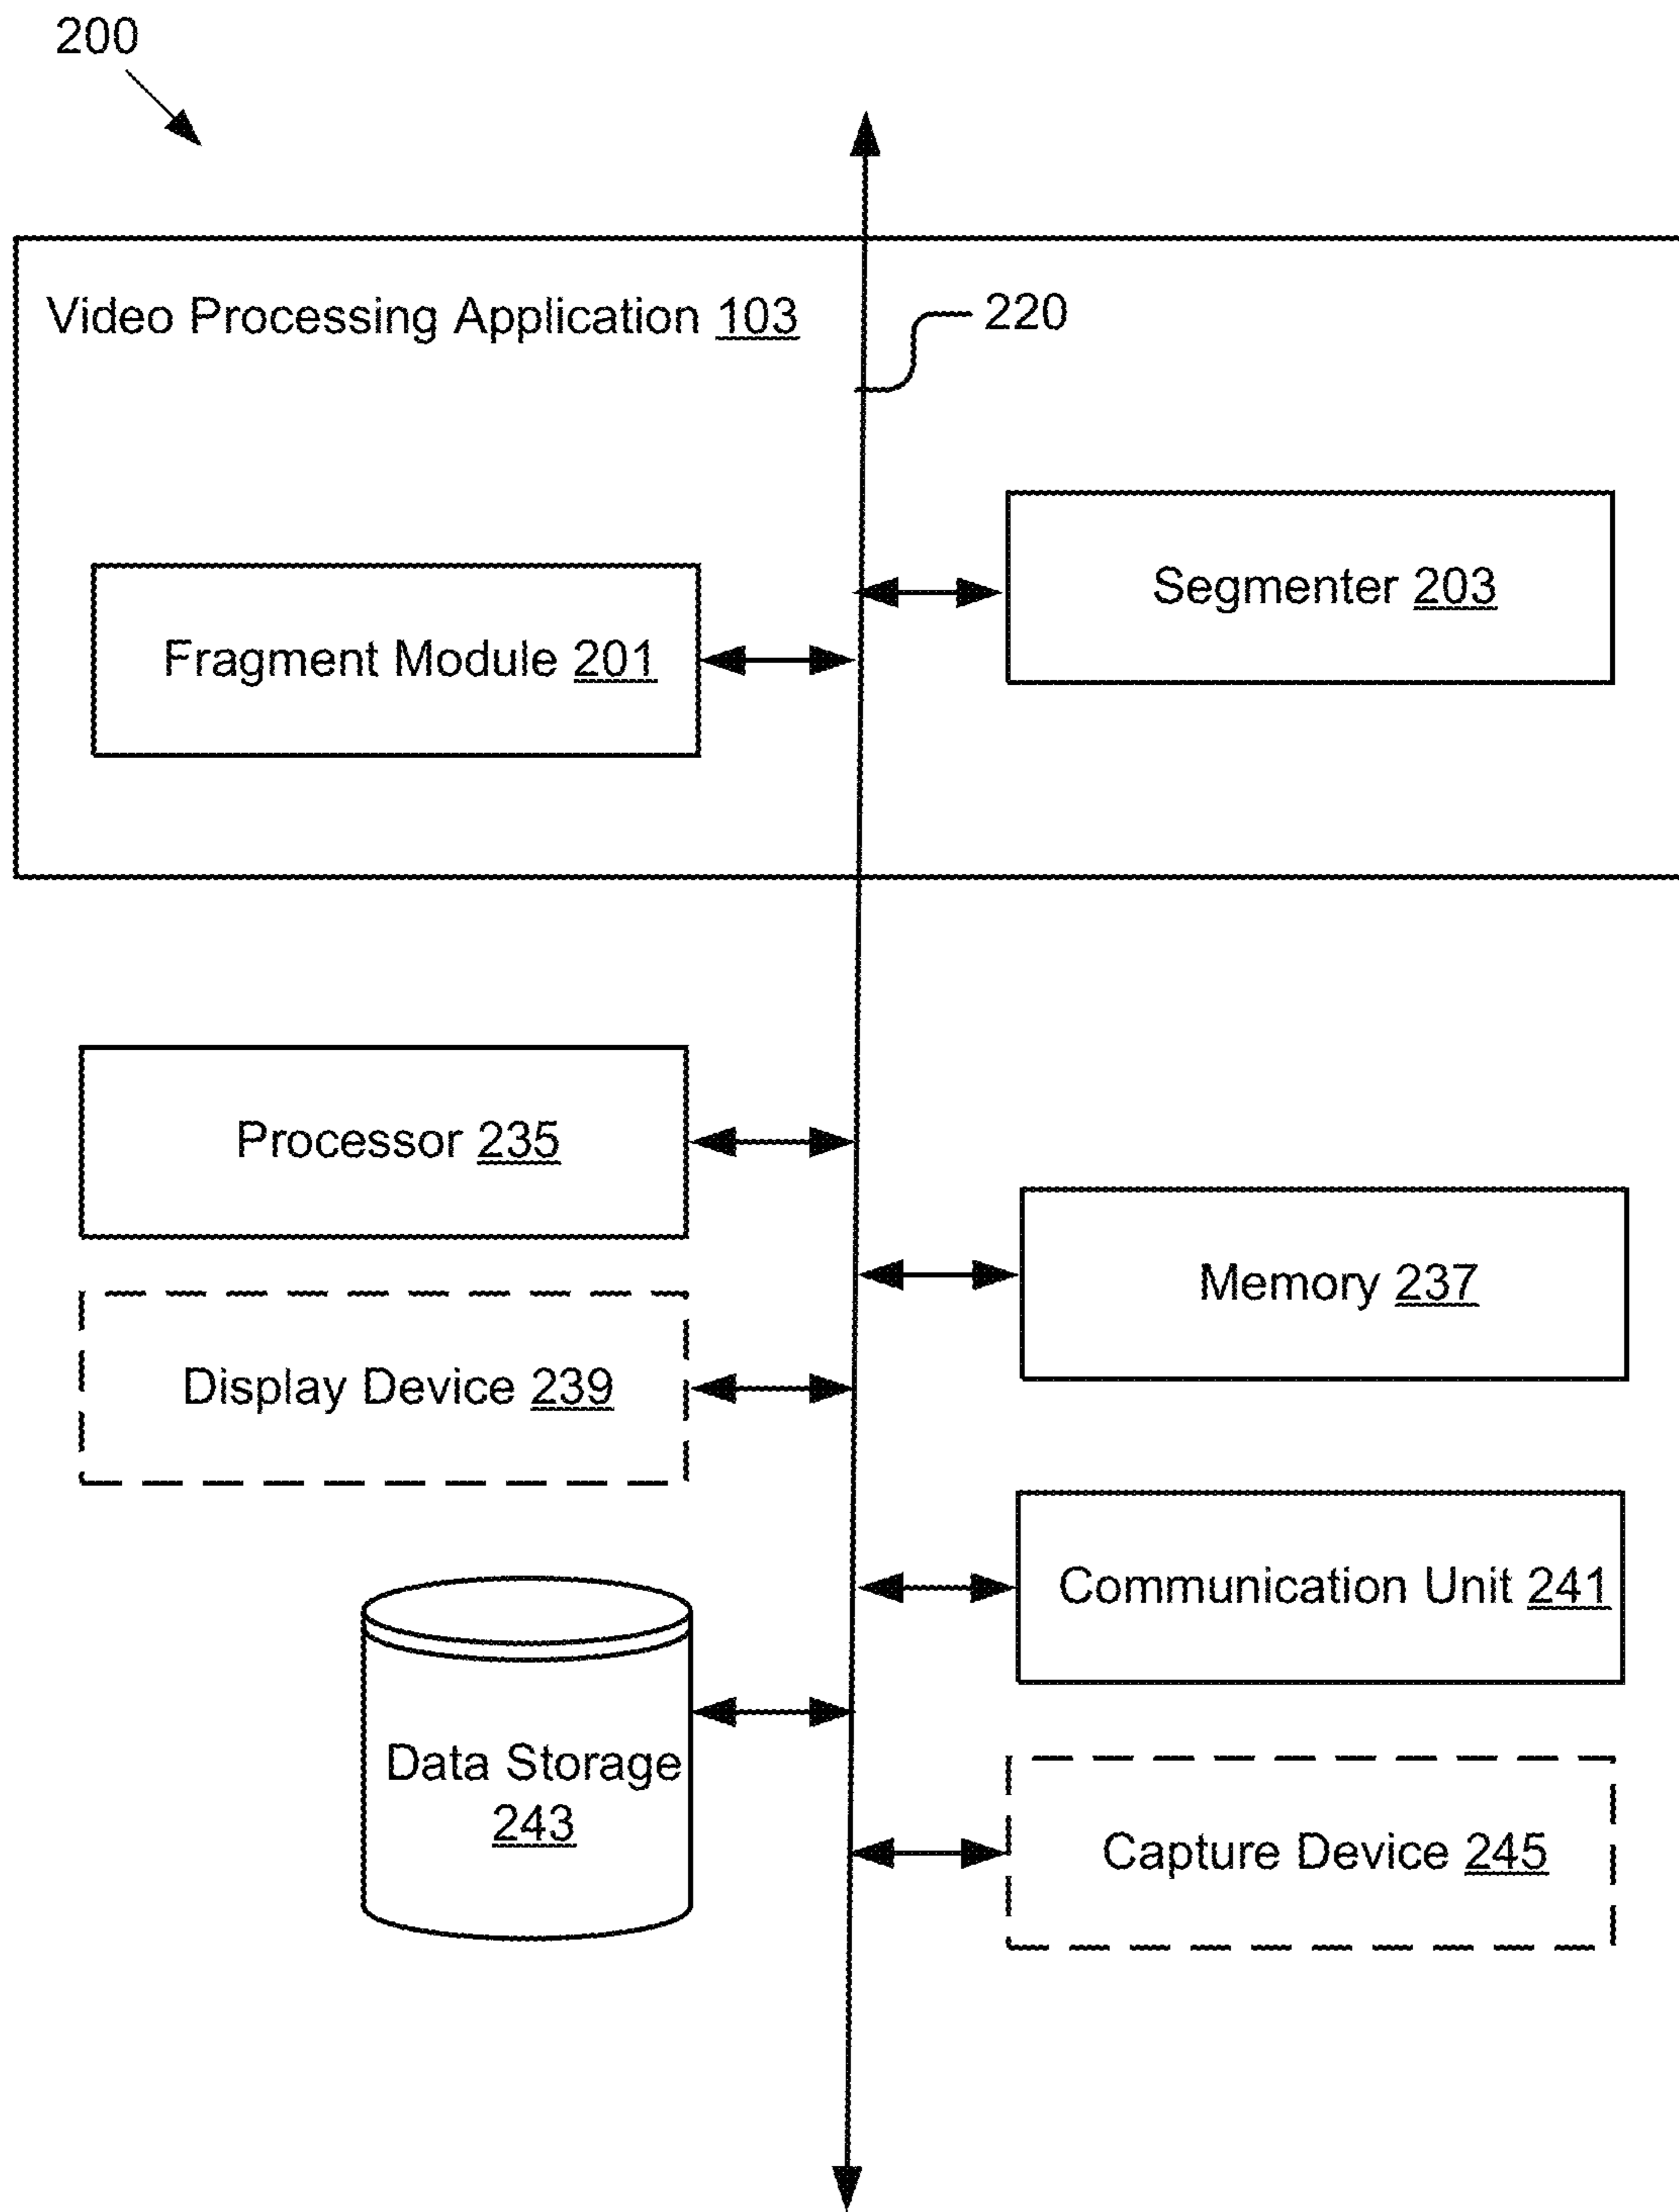 200
Video Processing Application 103
220
Segmenter 203
Fragment Module 201
Processor 235
Memory 237
Display Device 239
Communication Unit 241
Data Storage
243
Capture Device 245